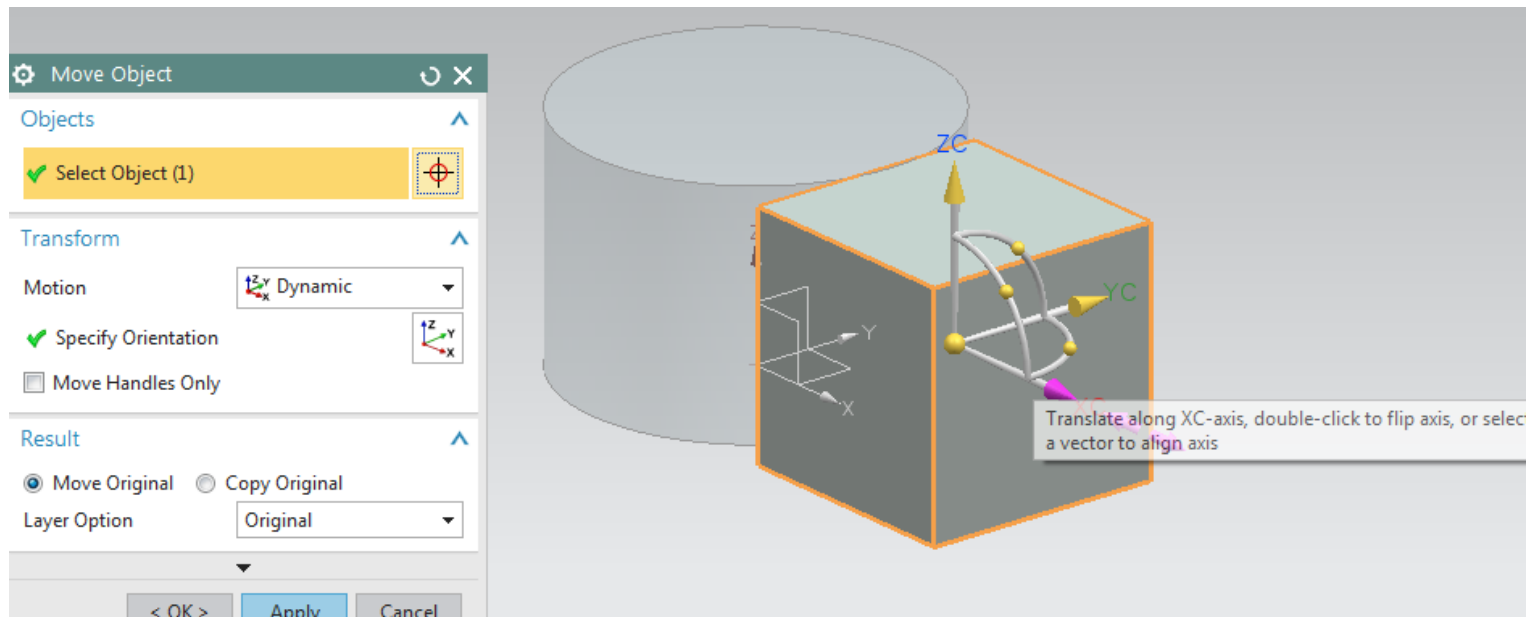 Move Object
Objects
Select Object (1)
Transform
Motion
Dynamic
Specify Orientation
Move Handles Only
Result
Move Original
Copy Original
Layer Option
Original
< OK >
Apply
Cancel
ZC
YC
XC
Z
Y
X
Translate along XC-axis, double-click to flip axis, or select
a vector to align axis